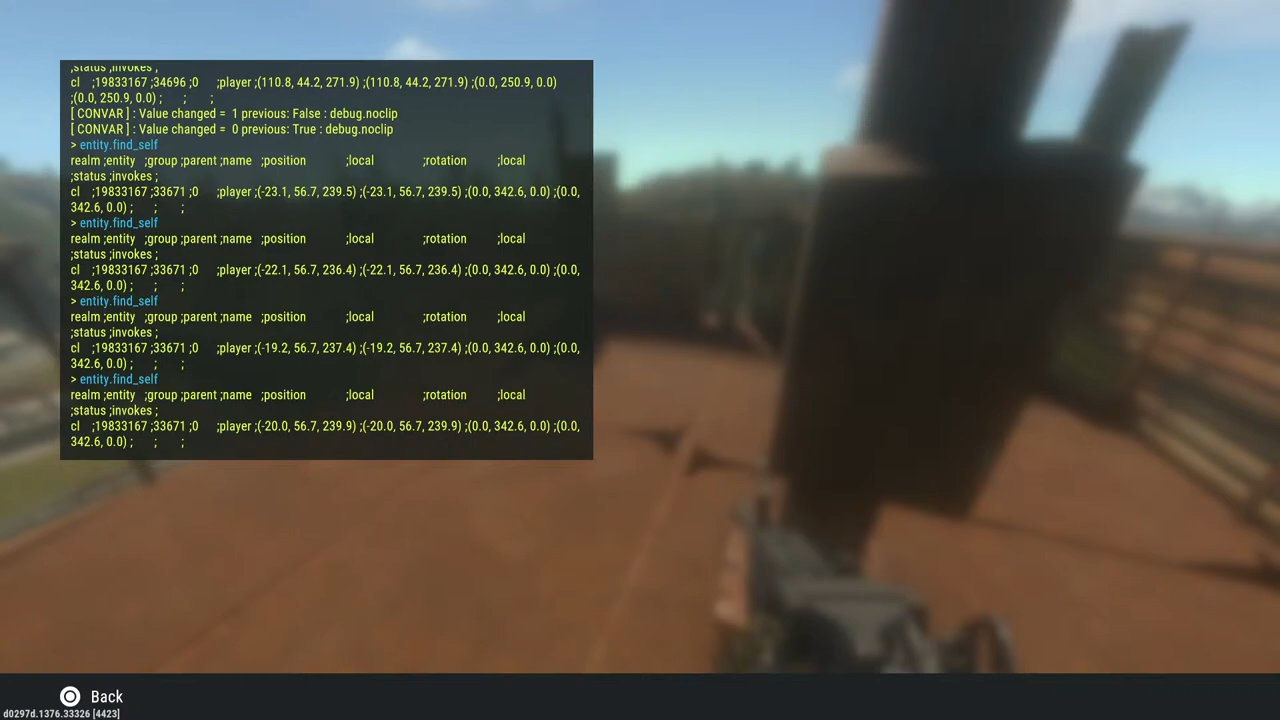 ;status ;invokes ;
cl ;19833167 ;34696 ;0 ;player ;(110.8, 44.2, 271.9) ;(110.8, 44.2, 271.9) ;(0.0, 250.9, 0.0)
;(0.0, 250.9, 0.0) ; ; ;
[ CONVAR ] : Value changed = 1 previous: False : debug.noclip
[ CONVAR ] : Value changed = 0 previous: True : debug.noclip
> entity.find_self
realm ;entity ;group ;parent ;name ;position ;local ;rotation ;local
;status ;invokes ;
cl ;19833167 ;33671 ;0 ;player ;(-23.1, 56.7, 239.5) ;(-23.1, 56.7, 239.5) ;(0.0, 342.6, 0.0) ;(0.0,
342.6, 0.0) ; ; ;
> entity.find_self
realm ;entity ;group ;parent ;name ;position ;local ;rotation ;local
;status ;invokes ;
cl ;19833167 ;33671 ;0 ;player ;(-22.1, 56.7, 236.4) ;(-22.1, 56.7, 236.4) ;(0.0, 342.6, 0.0) ;(0.0,
342.6, 0.0) ; ; ;
> entity.find_self
realm ;entity ;group ;parent ;name ;position ;local ;rotation ;local
;status ;invokes ;
cl ;19833167 ;33671 ;0 ;player ;(-19.2, 56.7, 237.4) ;(-19.2, 56.7, 237.4) ;(0.0, 342.6, 0.0) ;(0.0,
342.6, 0.0) ; ; ;
> entity.find_self
realm ;entity ;group ;parent ;name ;position ;local ;rotation ;local
;status ;invokes ;
cl ;19833167 ;33671 ;0 ;player ;(-20.0, 56.7, 239.9) ;(-20.0, 56.7, 239.9) ;(0.0, 342.6, 0.0) ;(0.0,
342.6, 0.0) ; ; ;
Back
d0297d.1376.33326 [4423]